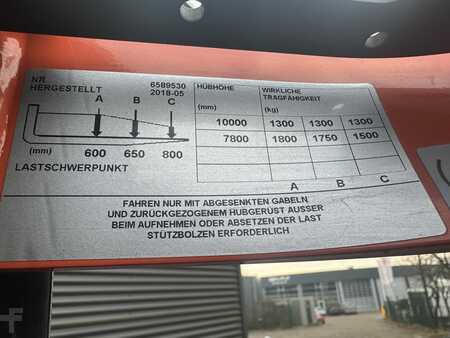 NR 6589530
HERGESTELLT 2018-05
A B C
600 650 800
LASTSCHWERPUNKT
HUBHÖHE WIRKLICHE
TRAGFÄHIGKEIT
(mm) (kg)
10000 1300 1300 1300
7800 1800 1750 1500
A B C
(mm)
FAHREN NUR MIT ABGESENKTEN GABELN
UND ZURÜCKGEZOGENEM HUBGERÜST AUSSER
BEIM AUFNEHMEN ODER ABSETZEN DER LAST
STÜTZBOLZEN ERFORDERLICH